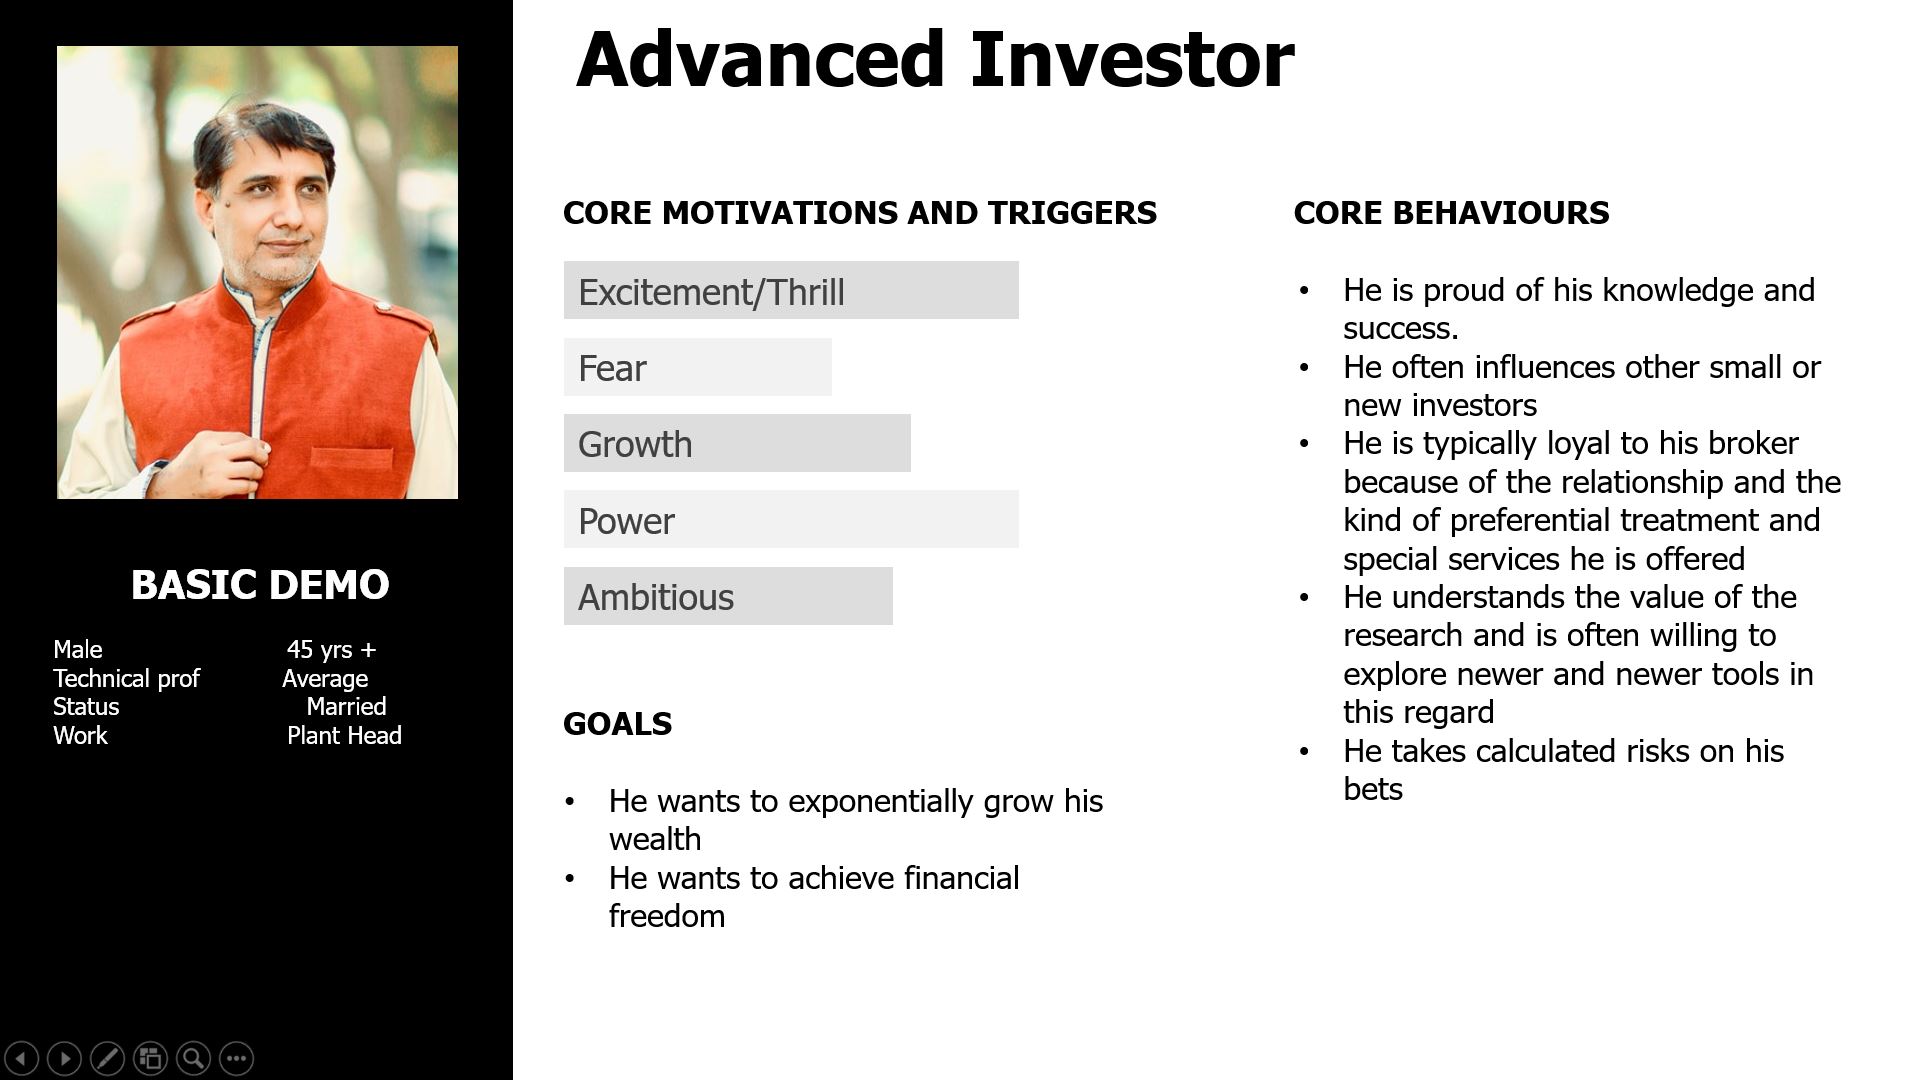 Advanced Investor
BASIC DEMO
Male 45 yrs +
Technical prof Average
Status Married
Work Plant Head
CORE MOTIVATIONS AND TRIGGERS
Excitement/Thrill
Fear
Growth
Power
Ambitious
GOALS
• He wants to exponentially grow his
wealth
• He wants to achieve financial
freedom
CORE BEHAVIOURS
• He is proud of his knowledge and
success.
• He often influences other small or
new investors
• He is typically loyal to his broker
because of the relationship and the
kind of preferential treatment and
special services he is offered
• He understands the value of the
research and is often willing to
explore newer and newer tools in
this regard
• He takes calculated risks on his
bets